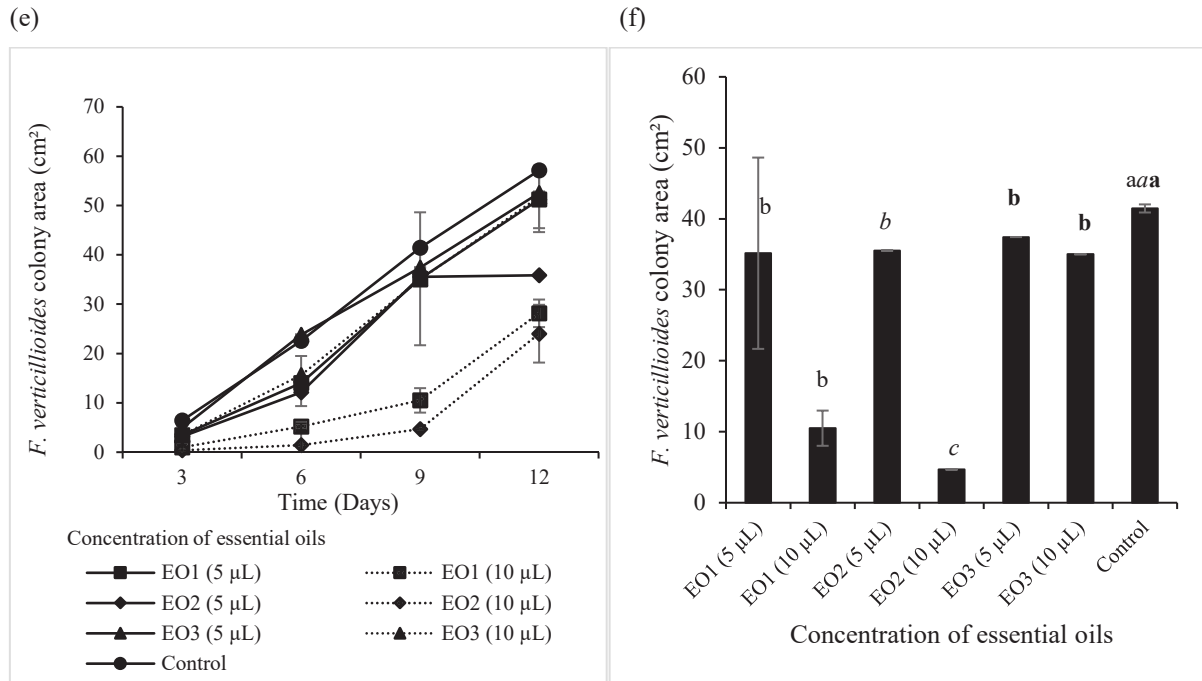 (e)
F. verticillioides colony area (cm²)
70
60
50
40
30
20
10
0
3 6 9 12
Time (Days)
Concentration of essential oils
EO1 (5 µL) EO1 (10 µL)
EO2 (5 µL) EO2 (10 µL)
EO3 (5 µL) EO3 (10 µL)
Control
(f)
F. verticillioides colony area (cm²)
60
50
40
30
20
10
0
b b b c b b aaa
EO1 (5 µL) EO1 (10 µL) EO2 (5 µL) EO2 (10 µL) EO3 (5 µL) EO3 (10 µL) Control
Concentration of essential oils